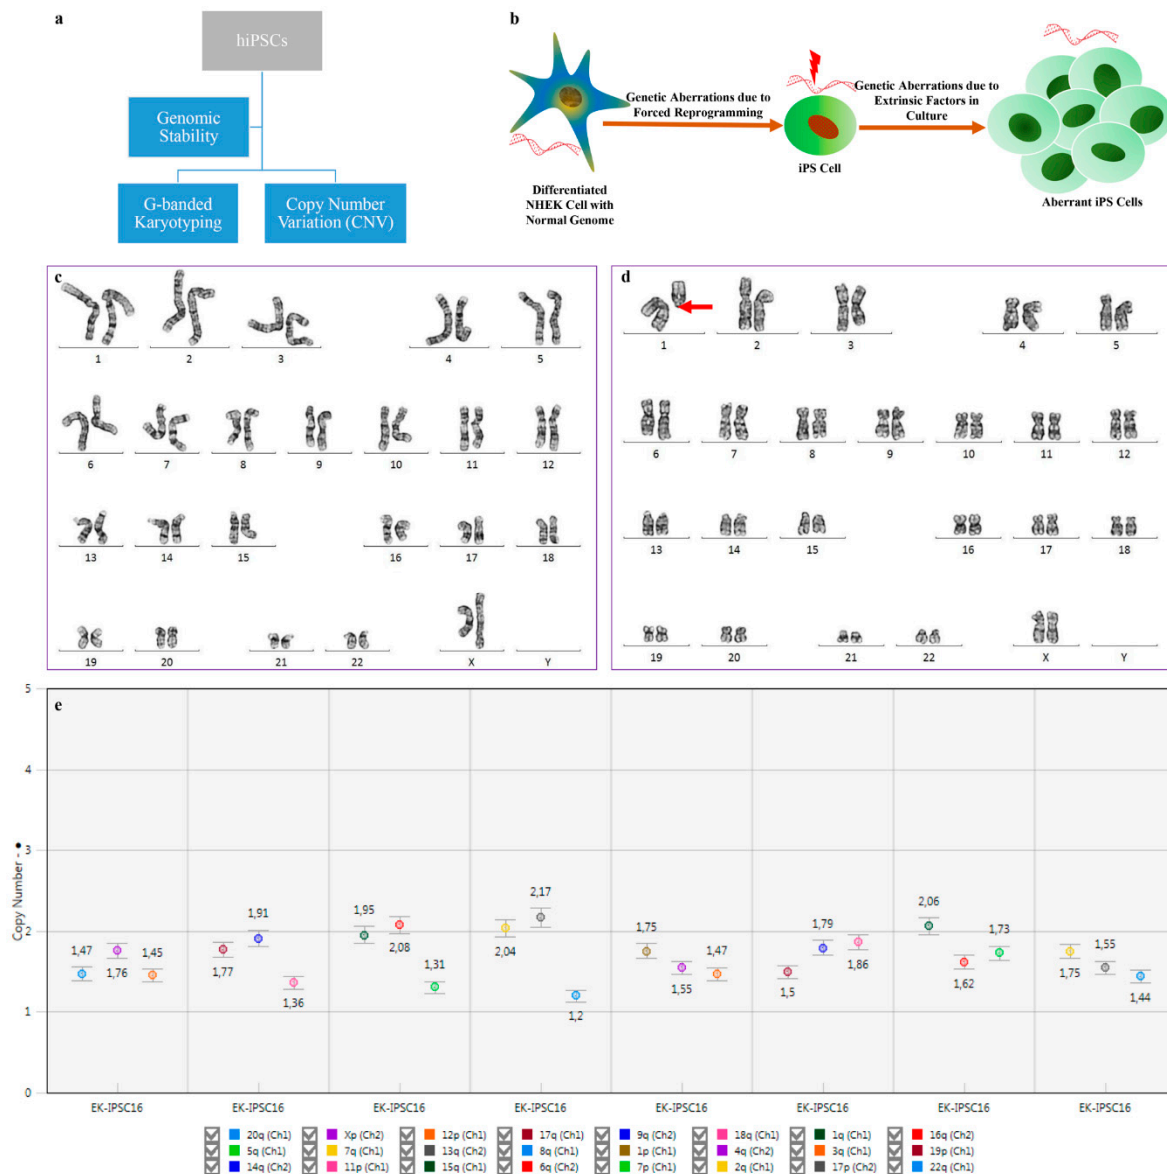 a
hiPSCs
Genomic
Stability
G-banded
Karyotyping
Copy Number
Variation (CNV)
b
Genetic Aberrations due to
Forced Reprogramming
Genetic Aberrations due to
Extrinsic Factors in
Culture
iPS Cell
Differentiated
NHEK Cell with
Normal Genome
Aberrant iPS Cells
c
1 2 3 4 5
6 7 8 9 10 11 12
13 14 15 16 17 18
19 20 21 22 X Y
d
1 2 3 4 5
6 7 8 9 10 11 12
13 14 15 16 17 18
19 20 21 22 X Y
e
Copy Number - ●
5
4
3
2
1
0
1,47 1,76 1,45
1,77 1,91 1,36
1,95 2,08 1,31
2,04 2,17 1,2
1,75 1,55 1,47
1,5 1,79 1,86
2,06 1,62 1,73
1,75 1,55 1,44
EK-IPSC16 EK-IPSC16 EK-IPSC16 EK-IPSC16 EK-IPSC16 EK-IPSC16 EK-IPSC16 EK-IPSC16
20q (Ch1) Xp (Ch2) 12p (Ch1) 17q (Ch1) 9q (Ch2) 18q (Ch1) 1q (Ch1) 16q (Ch2)
5q (Ch1) 7q (Ch1) 13q (Ch2) 8q (Ch1) 1p (Ch1) 4q (Ch2) 3q (Ch1) 19p (Ch1)
14q (Ch2) 11p (Ch1) 15q (Ch1) 6q (Ch2) 7p (Ch1) 2q (Ch1) 17p (Ch2) 22q (Ch1)